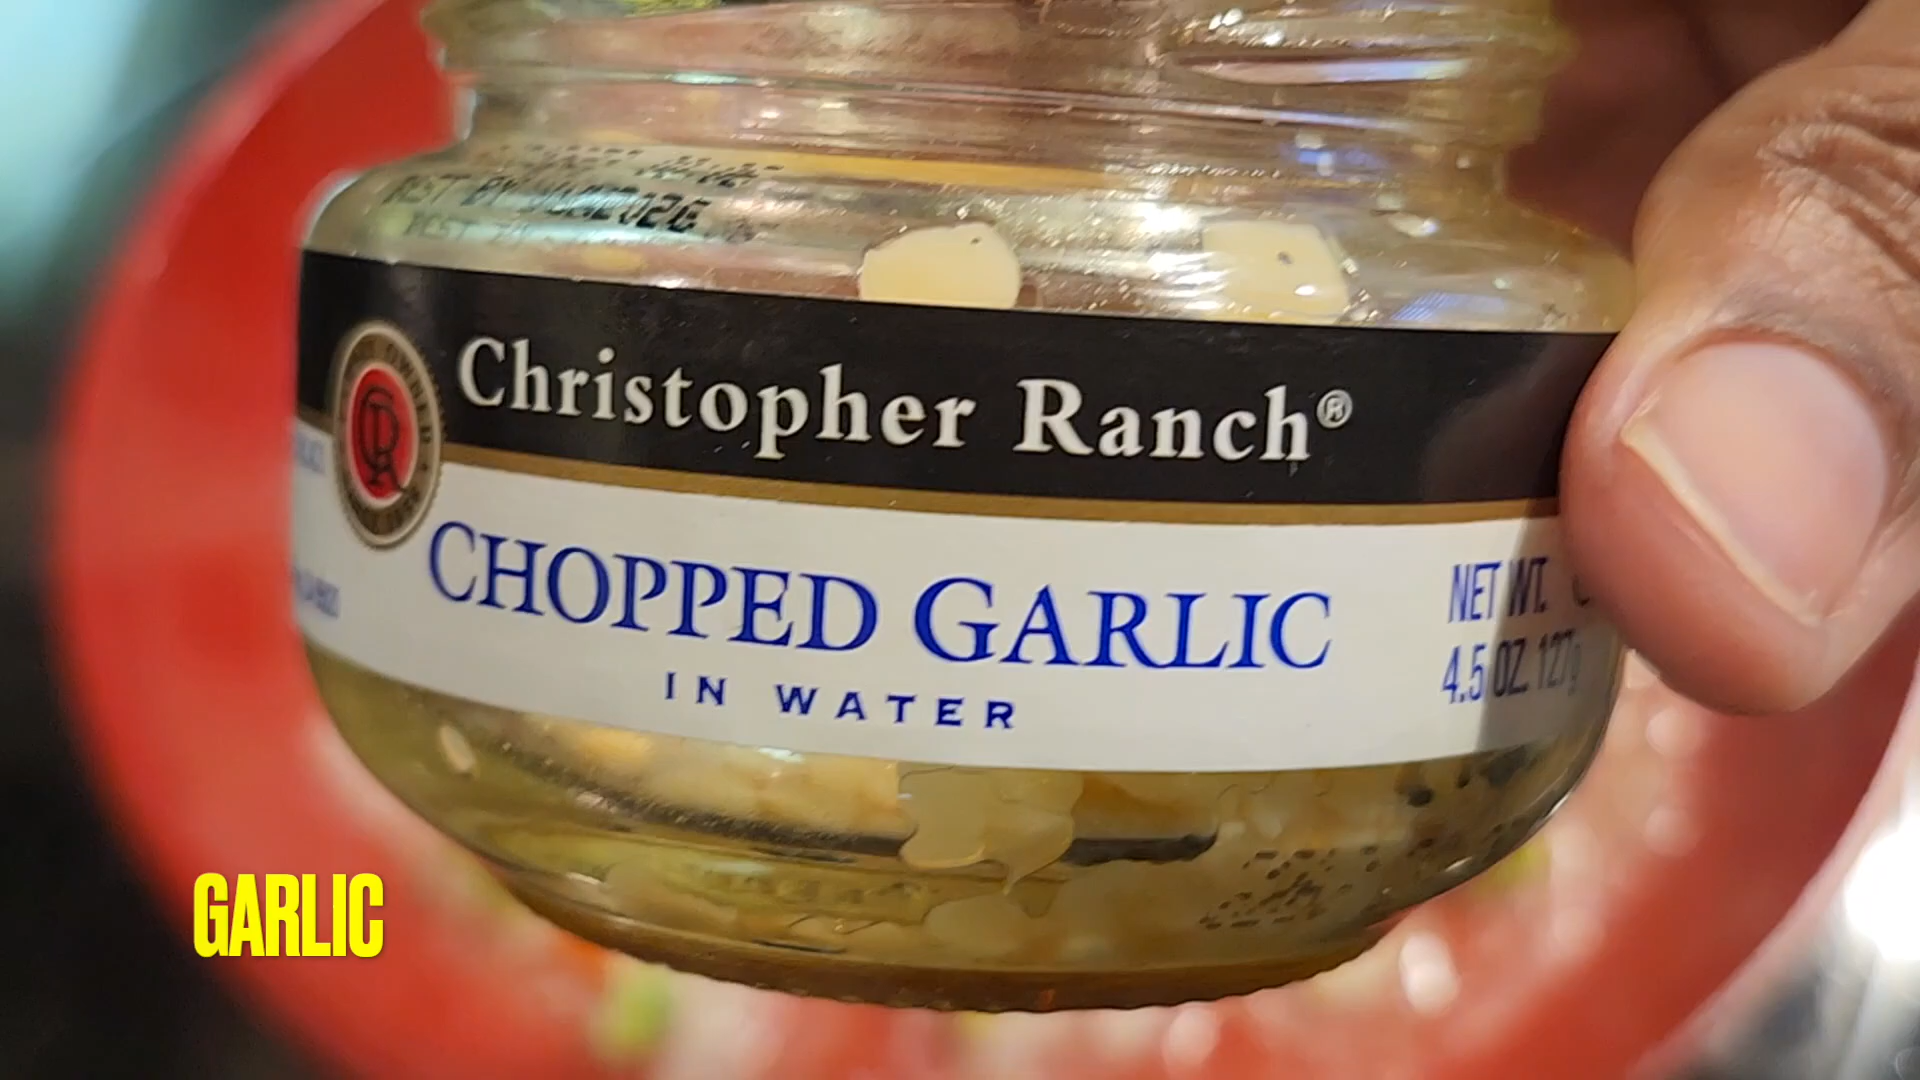 Christopher Ranch®
CHOPPED GARLIC
IN WATER
NET WT.
4.5 OZ. 127g
GARLIC